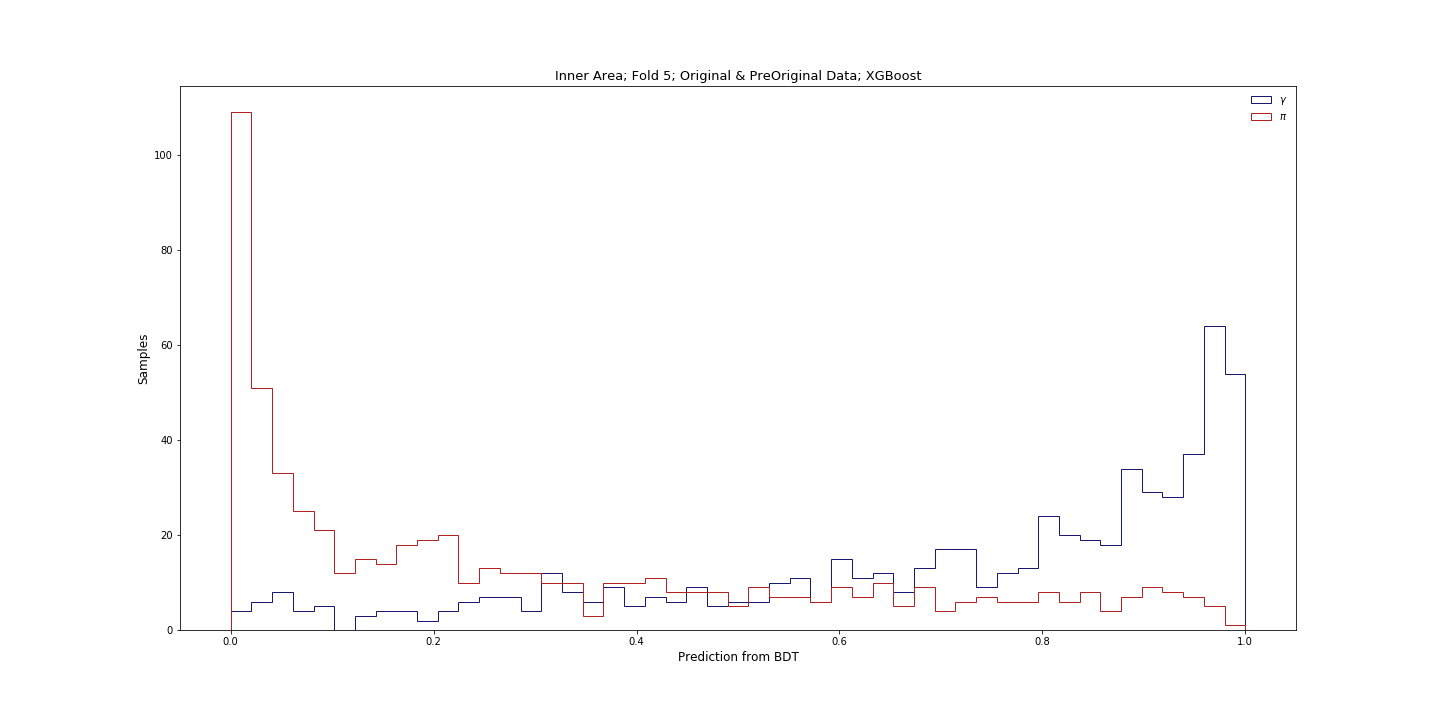 Inner Area; Fold 5; Original & PreOriginal Data; XGBoost
γ
π
100
80
60
40
20
0
Samples
0.0 0.2 0.4 0.6 0.8 1.0
Prediction from BDT